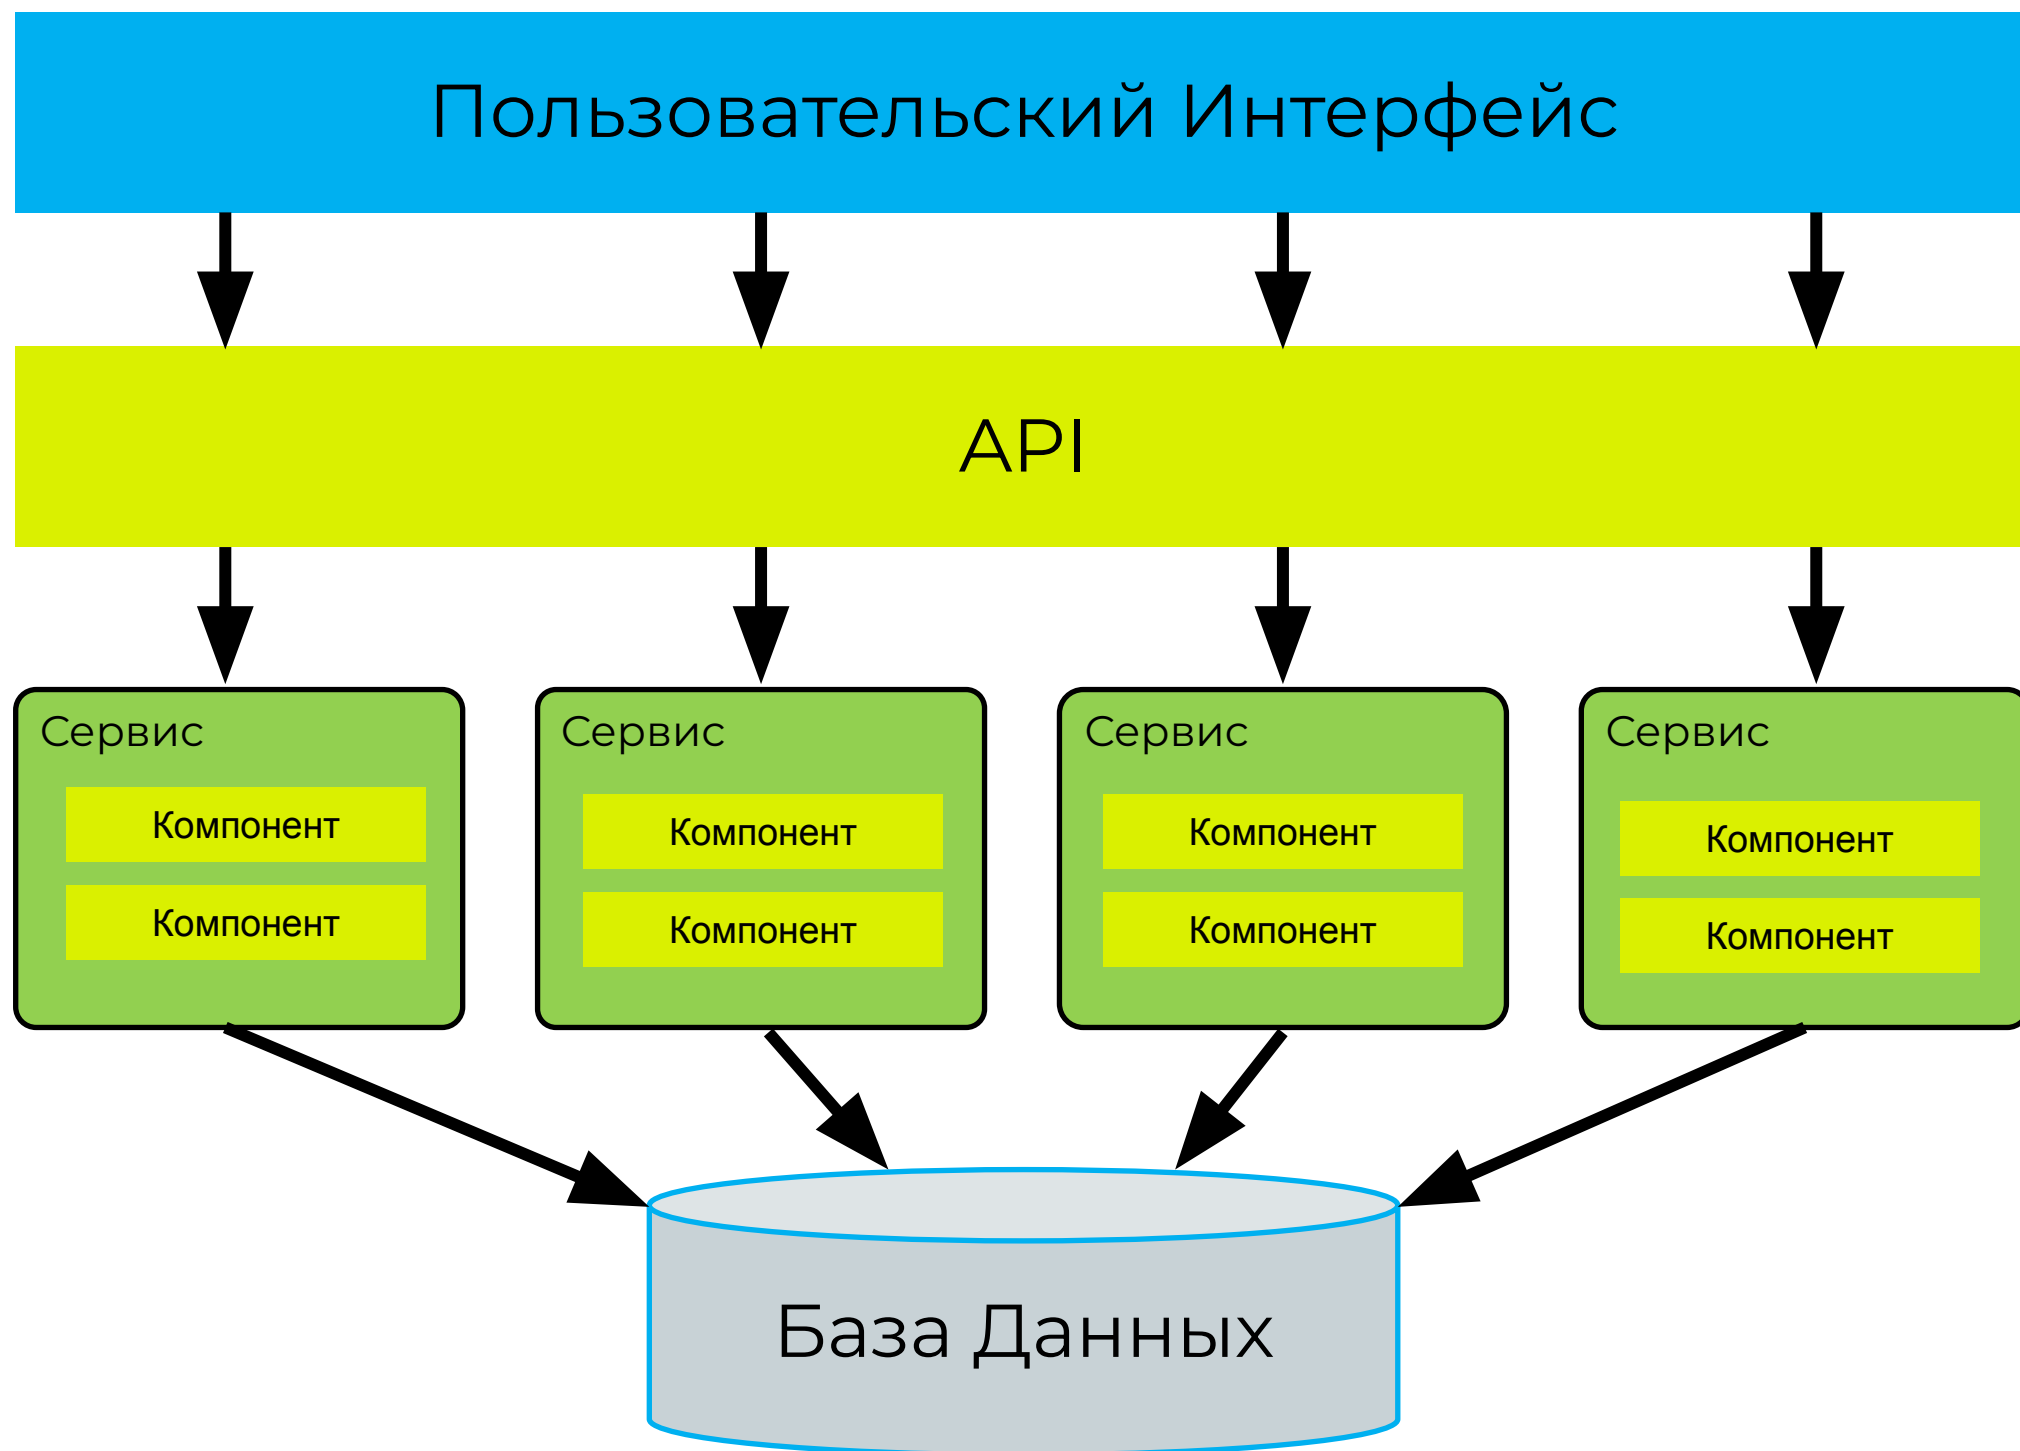 Пользовательский Интерфейс
API
Сервис
Сервис
Сервис
Сервис
Компонент
Компонент
Компонент
Компонент
Компонент
Компонент
Компонент
Компонент
База Данных